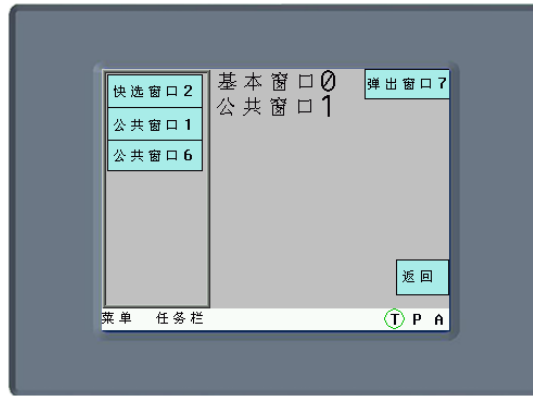 快选窗口2
公共窗口1
公共窗口6
基本窗口0
公共窗口1
弹出窗口7
返回
菜单 任务栏
T P A